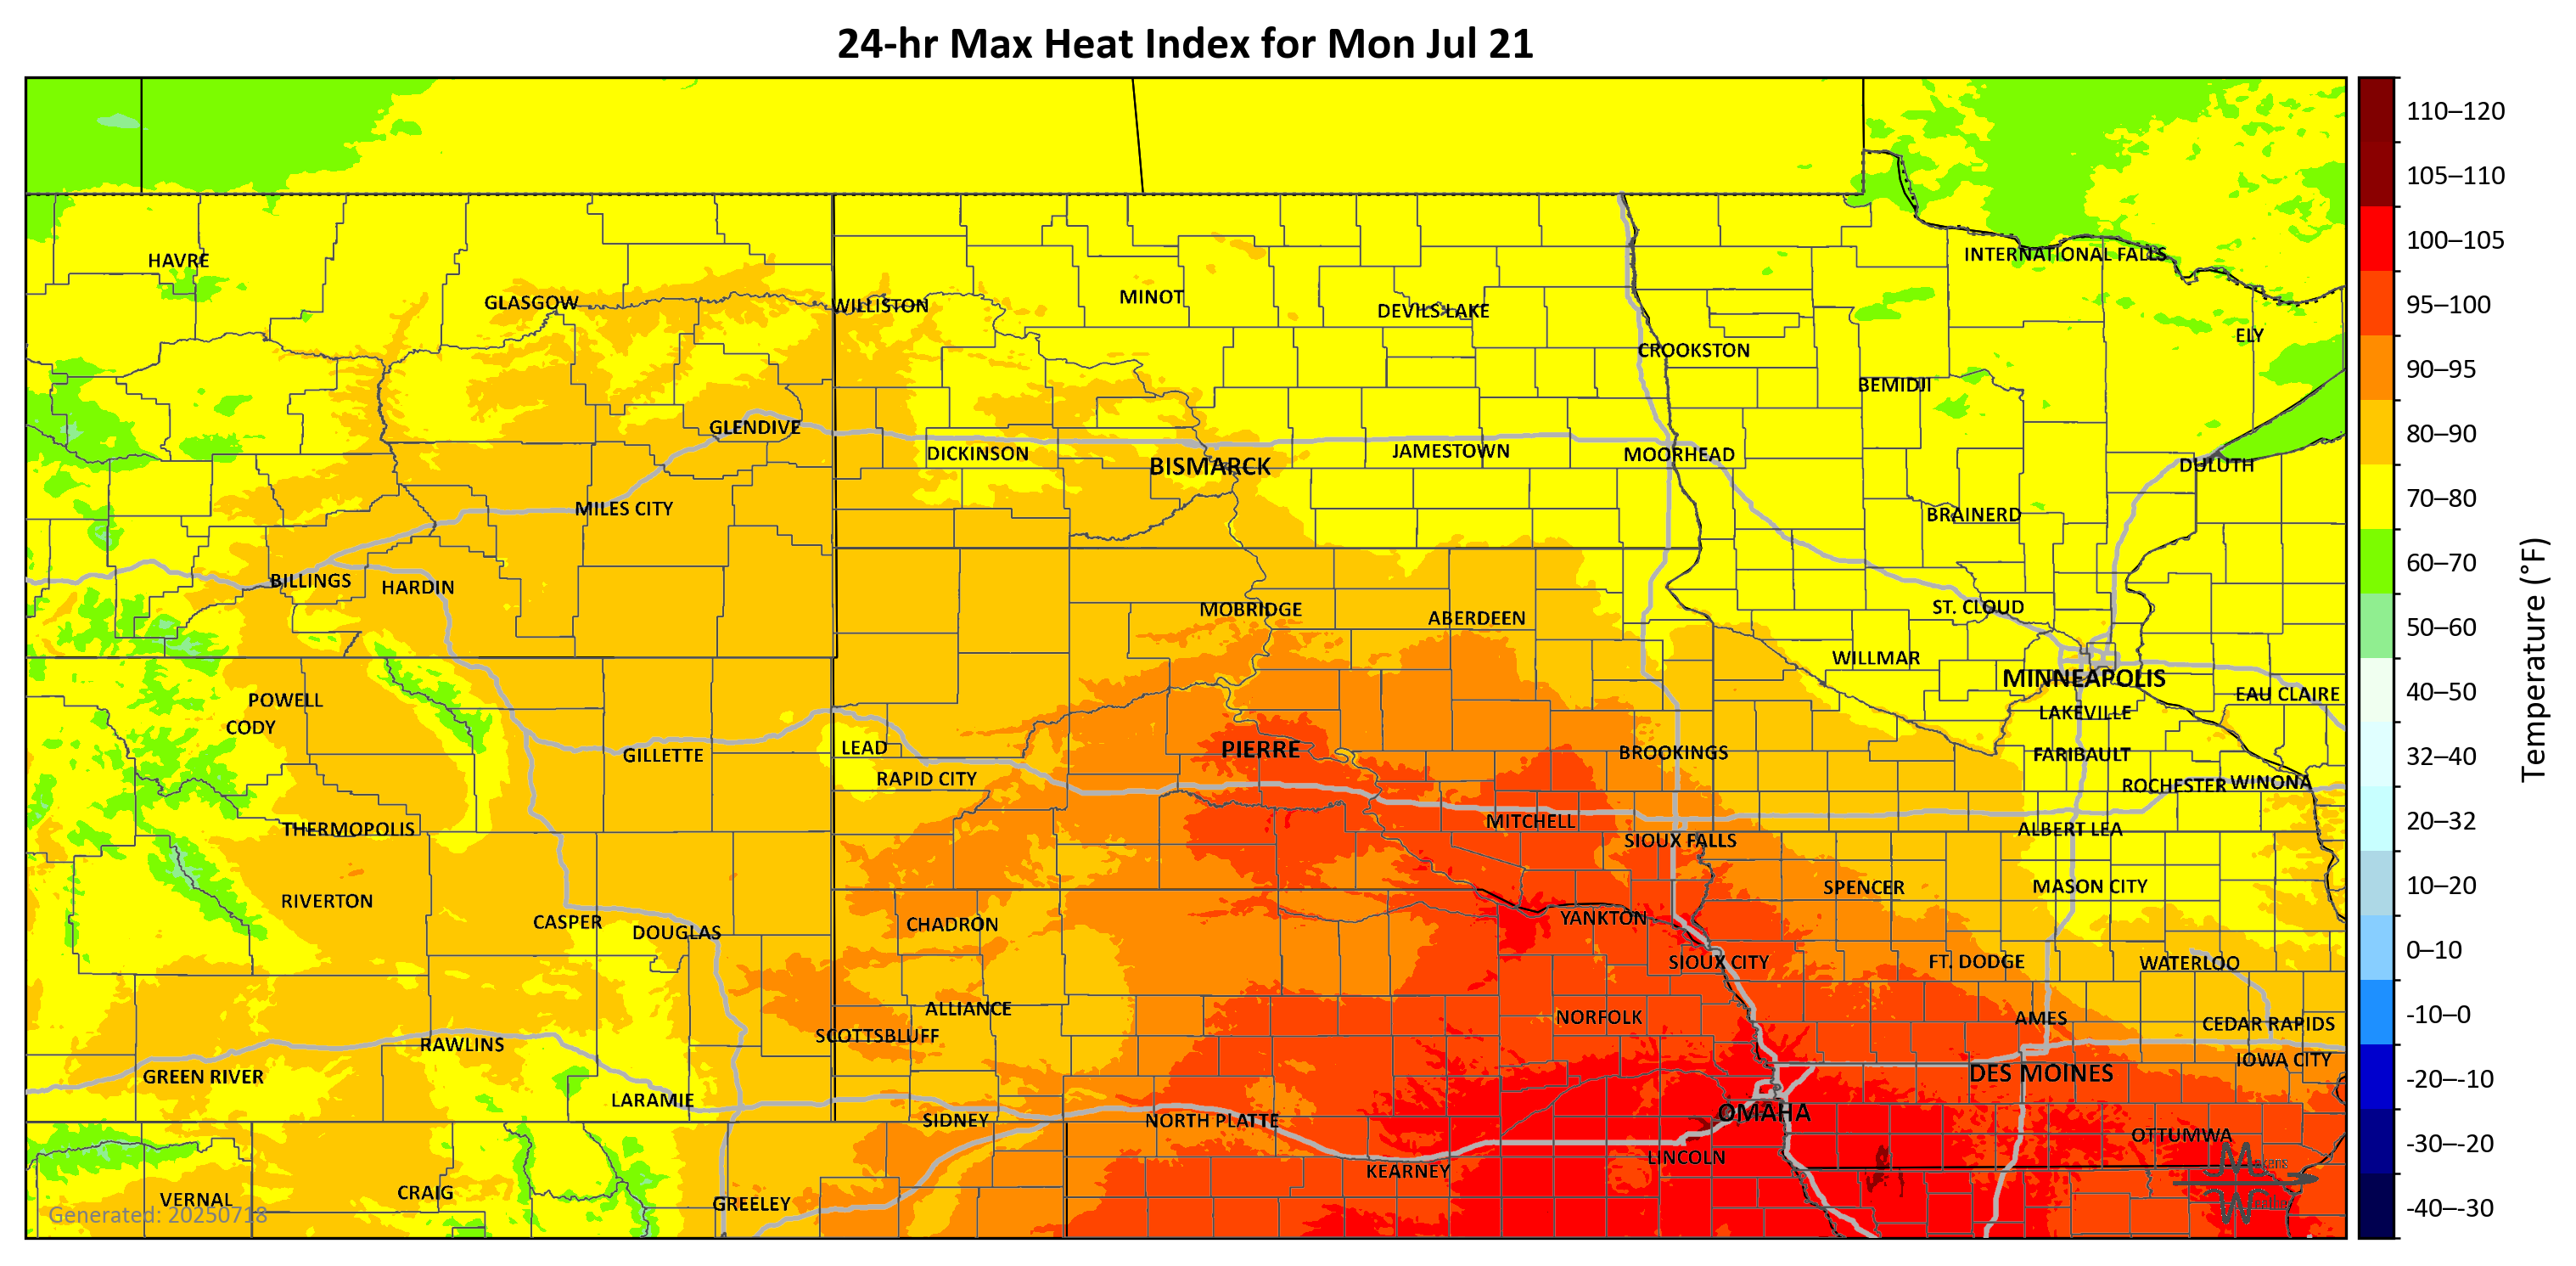 24-hr Max Heat Index for Mon Jul 21
HAVRE
GLASGOW
WILLISTON
MINOT
DEVILS LAKE
INTERNATIONAL FALLS
CROOKSTON
ELY
BEMIDJI
GLENDIVE
DICKINSON
BISMARCK
JAMESTOWN
MOORHEAD
DULUTH
MILES CITY
BRAINERD
BILLINGS
HARDIN
MOBRIDGE
ABERDEEN
ST. CLOUD
WILLMAR
MINNEAPOLIS
EAU CLAIRE
POWELL
CODY
LAKEVILLE
GILLETTE
LEAD
RAPID CITY
PIERRE
BROOKINGS
FARIBAULT
ROCHESTER
WINONA
THERMOPOLIS
MITCHELL
SIOUX FALLS
ALBERT LEA
RIVERTON
SPENCER
MASON CITY
CASPER
DOUGLAS
CHADRON
YANKTON
SIOUX CITY
FT. DODGE
WATERLOO
ALLIANCE
NORFOLK
AMES
CEDAR RAPIDS
SCOTTSBLUFF
RAWLINS
IOWA CITY
GREEN RIVER
DES MOINES
LARAMIE
SIDNEY
NORTH PLATTE
OMAHA
OTTUMWA
LINCOLN
KEARNEY
VERNAL
CRAIG
GREELEY
Generated: 20250718
110–120
105–110
100–105
95–100
90–95
80–90
70–80
60–70
50–60
40–50
32–40
20–32
10–20
0–10
-10–0
-20–-10
-30–-20
-40–-30
Temperature (°F)